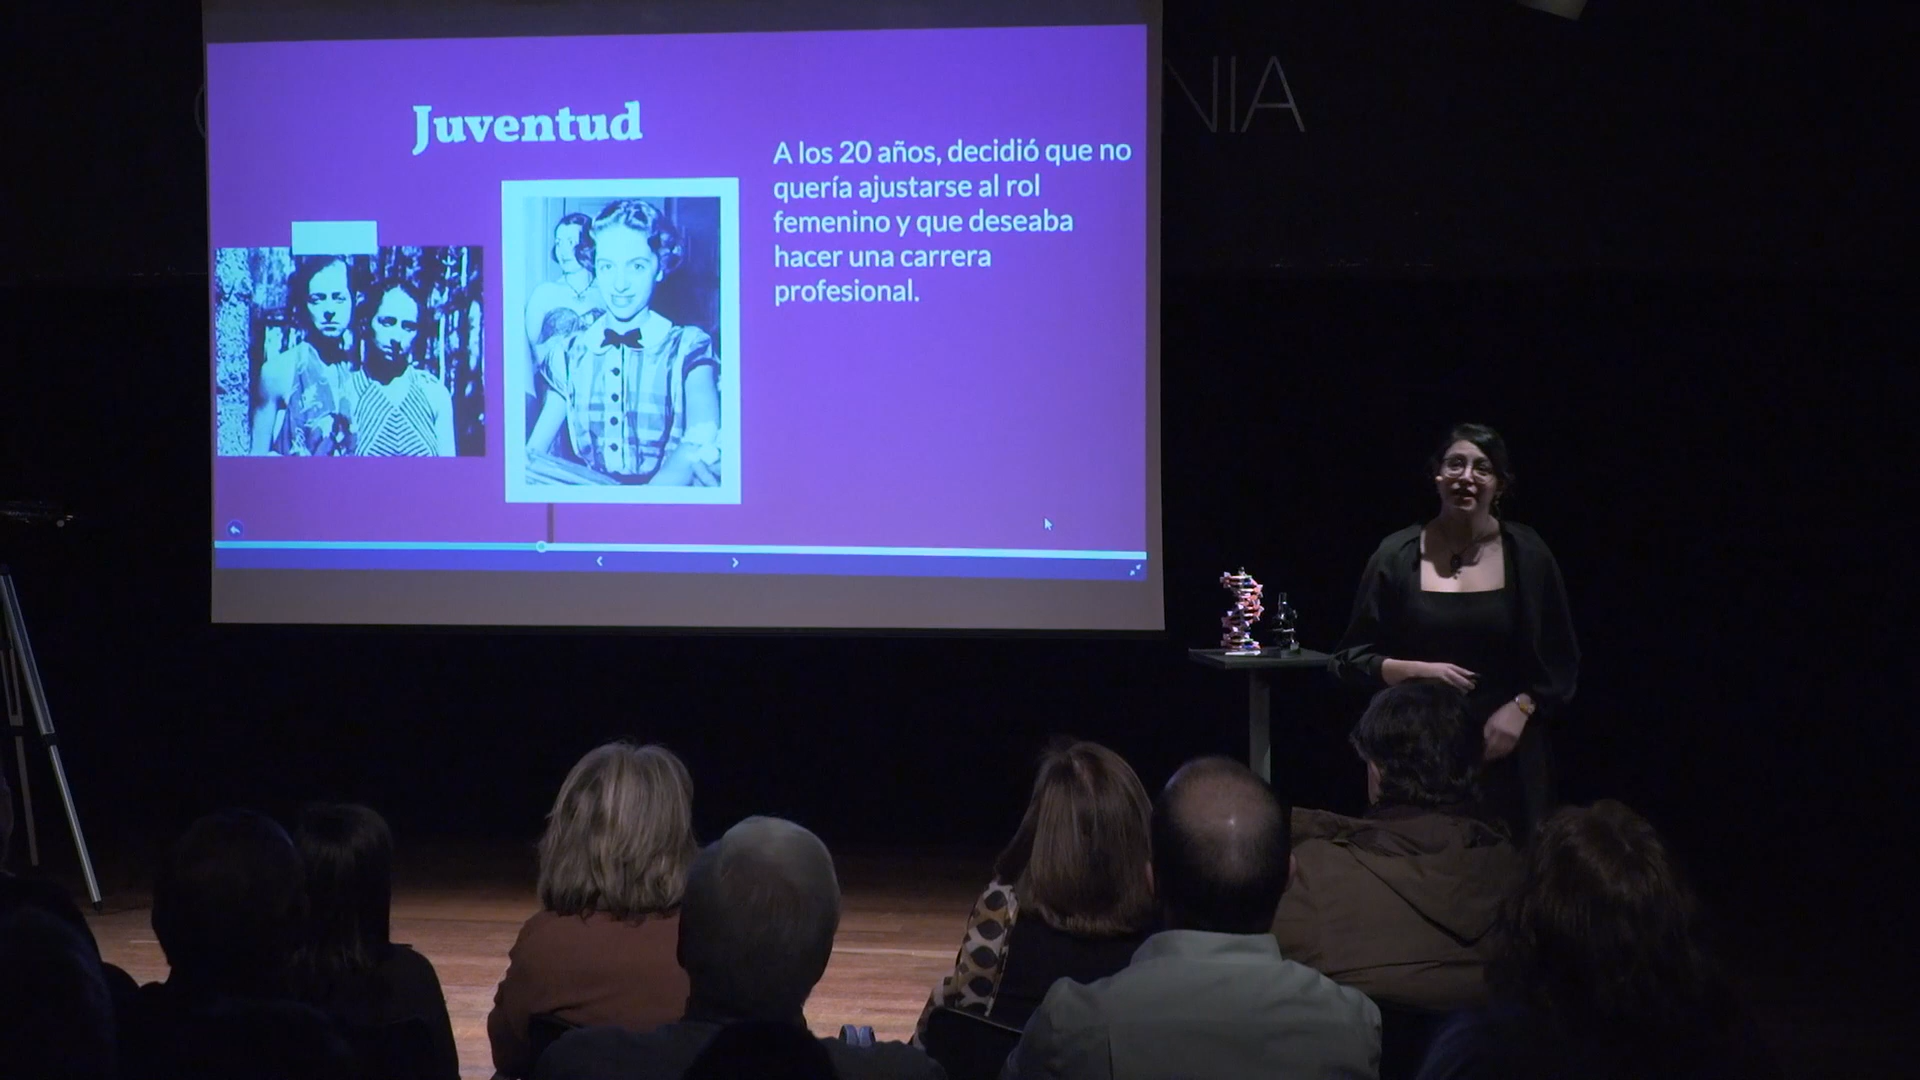 Juventud
A los 20 años, decidió que no
quería ajustarse al rol
femenino y que deseaba
hacer una carrera
profesional.